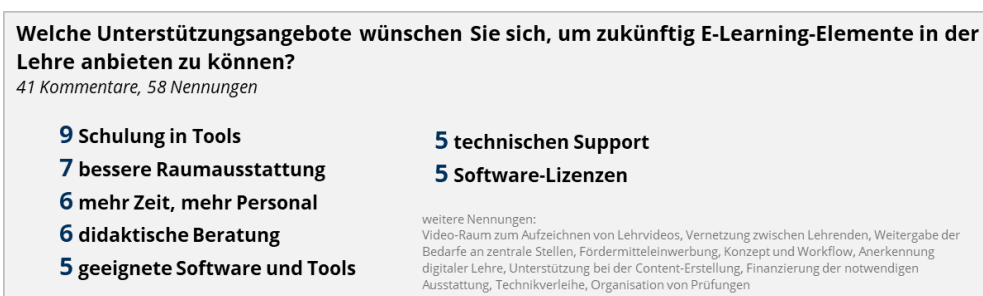 Welche Unterstützungsangebote wünschen Sie sich, um zukünftig E-Learning-Elemente in der
Lehre anbieten zu können?
41 Kommentare, 58 Nennungen
9 Schulung in Tools
7 bessere Raumausstattung
6 mehr Zeit, mehr Personal
6 didaktische Beratung
5 geeignete Software und Tools
5 technischen Support
5 Software-Lizenzen
weitere Nennungen:
Video-Raum zum Aufzeichnen von Lehrvideos, Vernetzung zwischen Lehrenden, Weitergabe der
Bedarfe an zentrale Stellen, Fördermitteleinwerbung, Konzept und Workflow, Anerkennung
digitaler Lehre, Unterstützung bei der Content-Erstellung, Finanzierung der notwendigen
Ausstattung, Technikverleihe, Organisation von Prüfungen